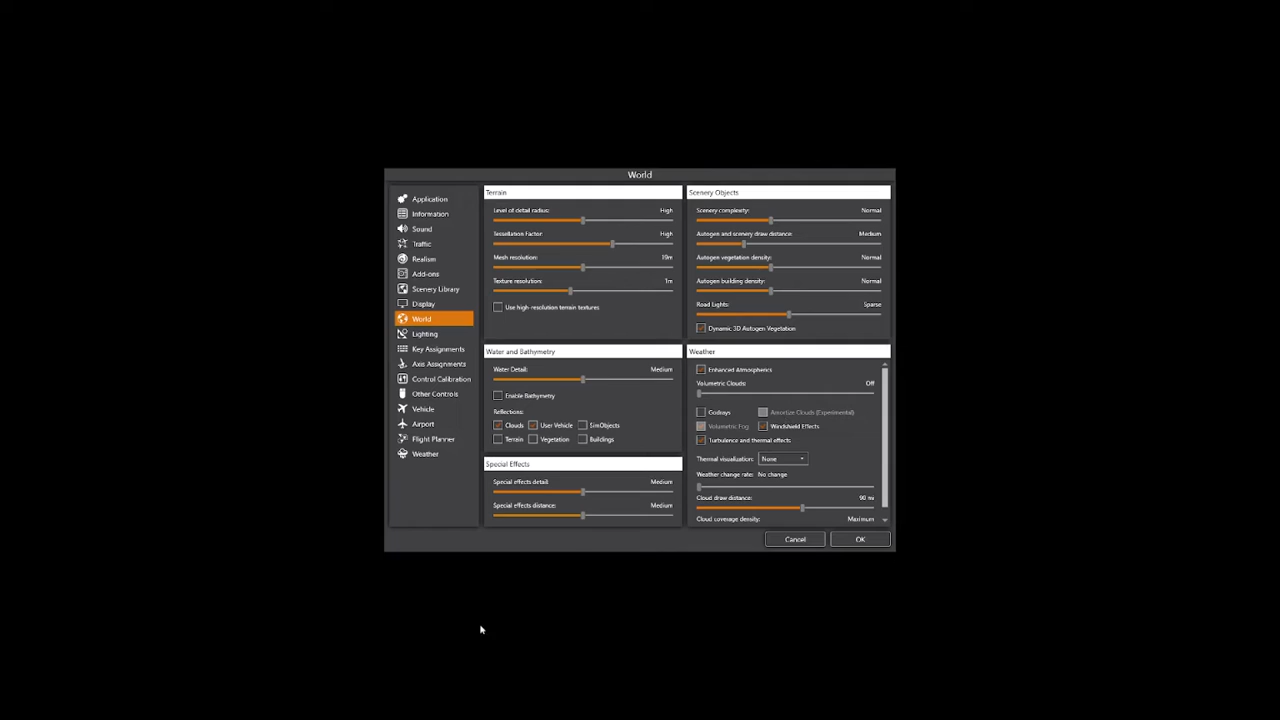 World
Application
Information
Sound
Traffic
Realism
Add-ons
Scenery Library
Display
World
Lighting
Key Assignments
Axis Assignments
Control Calibration
Other Controls
Vehicle
Airport
Flight Planner
Weather
Terrain
Level of detail radius: High
Tessellation Factor: High
Mesh resolution: 19m
Texture resolution: 1m
Use high-resolution terrain textures
Water and Bathymetry
Water Detail: Medium
Enable Bathymetry
Reflections:
Clouds User Vehicle SimObjects
Terrain Vegetation Buildings
Special Effects
Special effects detail: Medium
Special effects distance: Medium
Scenery Objects
Scenery complexity: Normal
Autogen and scenery draw distance: Medium
Autogen vegetation density: Normal
Autogen building density: Normal
Road Lights: Sparse
Dynamic 3D Autogen Vegetation
Weather
Enhanced Atmospherics
Volumetric Clouds: Off
Godrays Amortize Clouds (Experimental)
Volumetric Fog Windshield Effects
Turbulence and thermal effects
Thermal visualization: None
Weather change rate: No change
Cloud draw distance: 90 mi
Cloud coverage density: Maximum
Cancel OK